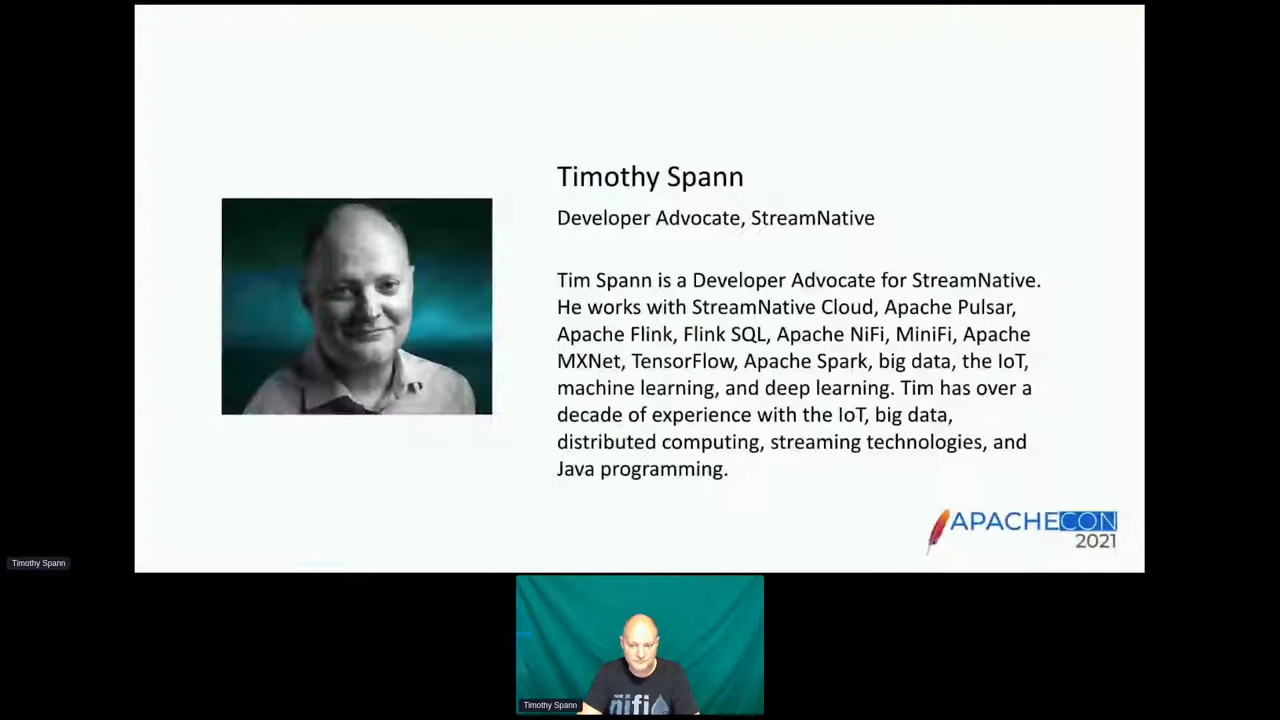 Timothy Spann
Developer Advocate, StreamNative
Tim Spann is a Developer Advocate for StreamNative.
He works with StreamNative Cloud, Apache Pulsar,
Apache Flink, Flink SQL, Apache NiFi, MiniFi, Apache
MXNet, TensorFlow, Apache Spark, big data, the IoT,
machine learning, and deep learning. Tim has over a
decade of experience with the IoT, big data,
distributed computing, streaming technologies, and
Java programming.
APACHECON
2021
Timothy Spann
nifi
Timothy Spann